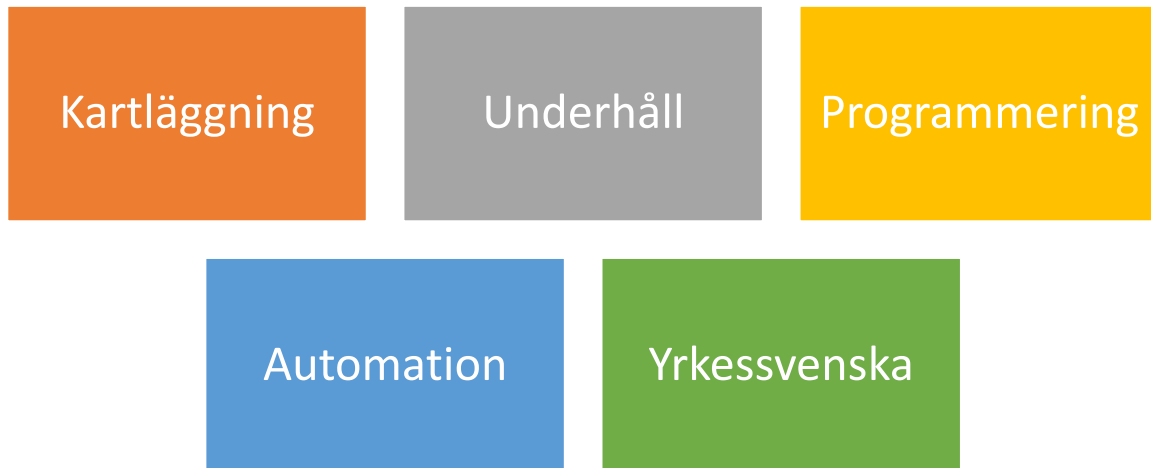 Kartläggning
Underhåll
Programmering
Automation
Yrkessvenska